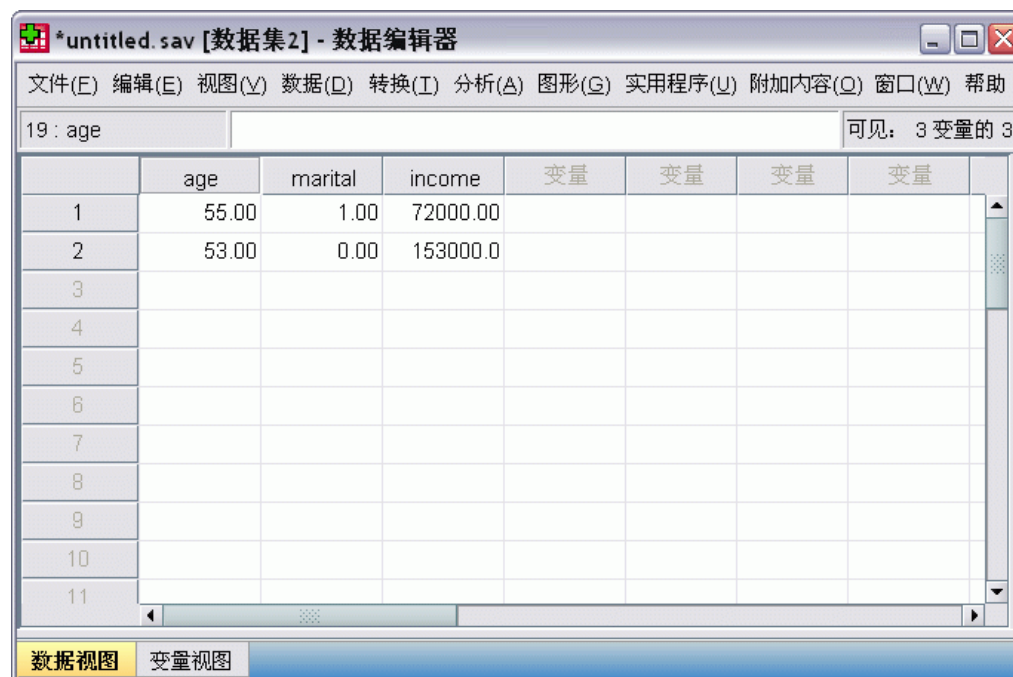 *untitled.sav [数据集2] - 数据编辑器
文件(F) 编辑(E) 视图(V) 数据(D) 转换(T) 分析(A) 图形(G) 实用程序(U) 附加内容(O) 窗口(W) 帮助
19 : age 可见： 3 变量的 3
age marital income 变量 变量 变量 变量
1 55.00 1.00 72000.00
2 53.00 0.00 153000.0
3
4
5
6
7
8
9
10
11
数据视图 变量视图